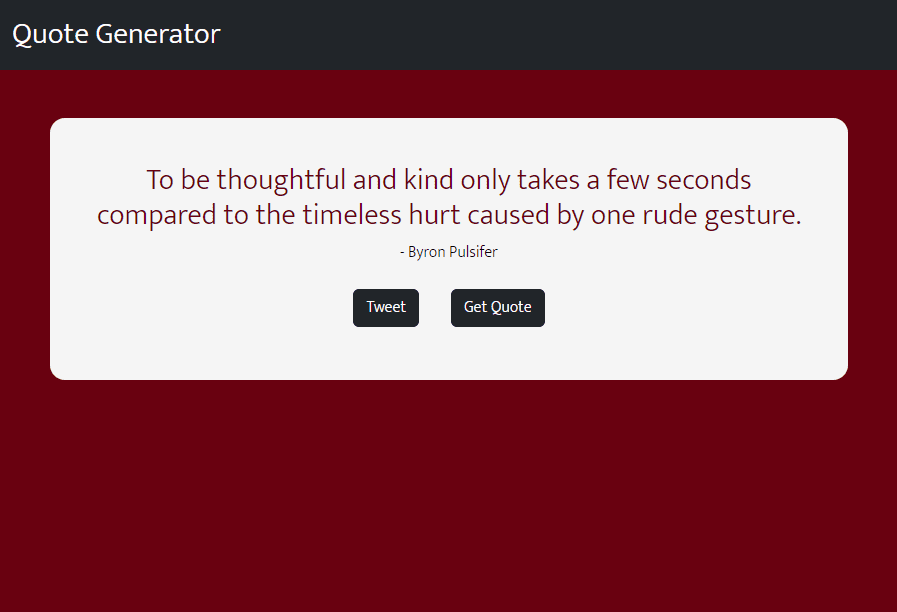 Quote Generator
To be thoughtful and kind only takes a few seconds
compared to the timeless hurt caused by one rude gesture.
- Byron Pulsifer
Tweet Get Quote